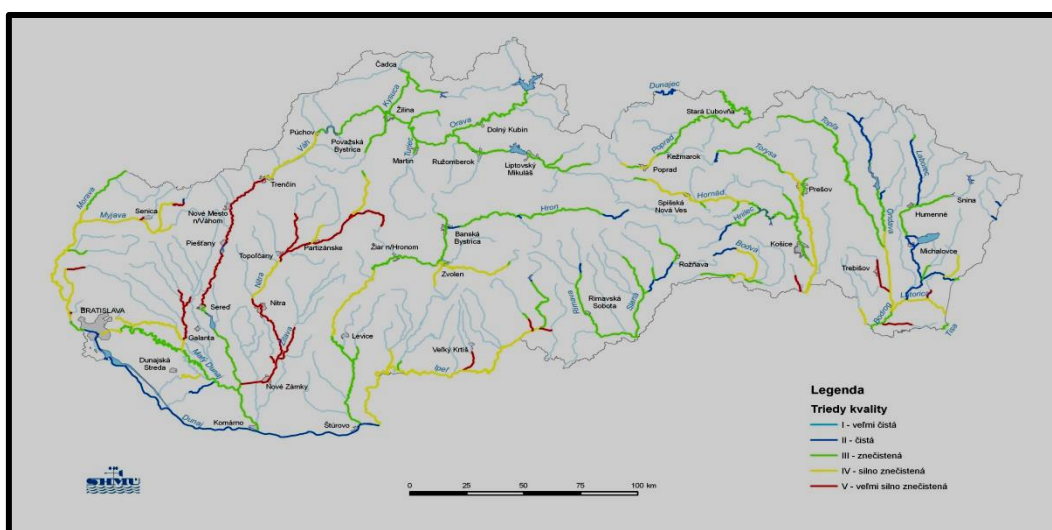 Dunajec
Čadca
Kysuca
Stará Ľubovňa
Žilina
Orava
Dolný Kubín
Púchov
Považská
Bystrica
Váh
Turiec
Martin
Ružomberok
Liptovský
Mikuláš
Poprad
Kežmarok
Poprad
Topľa
Torysa
Laborec
Ondava
Trenčín
Morava
Myjava
Senica
Nové Mesto
n/Váhom
Piešťany
Partizánske
Topoľčany
Nitra
Žiar n/Hronom
Hron
Banská
Bystrica
Zvolen
Spišská
Nová Ves
Hornád
Hnilec
Prešov
Košice
Bodva
Rožňava
Humenné
Snina
Michalovce
Trebišov
Latorica
Bodrog
Tisa
Sereď
Nitra
Žitava
Levice
Rimava
Rimavská
Sobota
Slaná
BRATISLAVA
Galanta
Malý Dunaj
Dunajská
Streda
Nové Zámky
Veľký Krtíš
Ipeľ
Dunaj
Komárno
Štúrovo
Legenda
Triedy kvality
I - veľmi čistá
II - čistá
III - znečistená
IV - silno znečistená
V - veľmi silno znečistená
SHMÚ
0 25 50 75 100 km